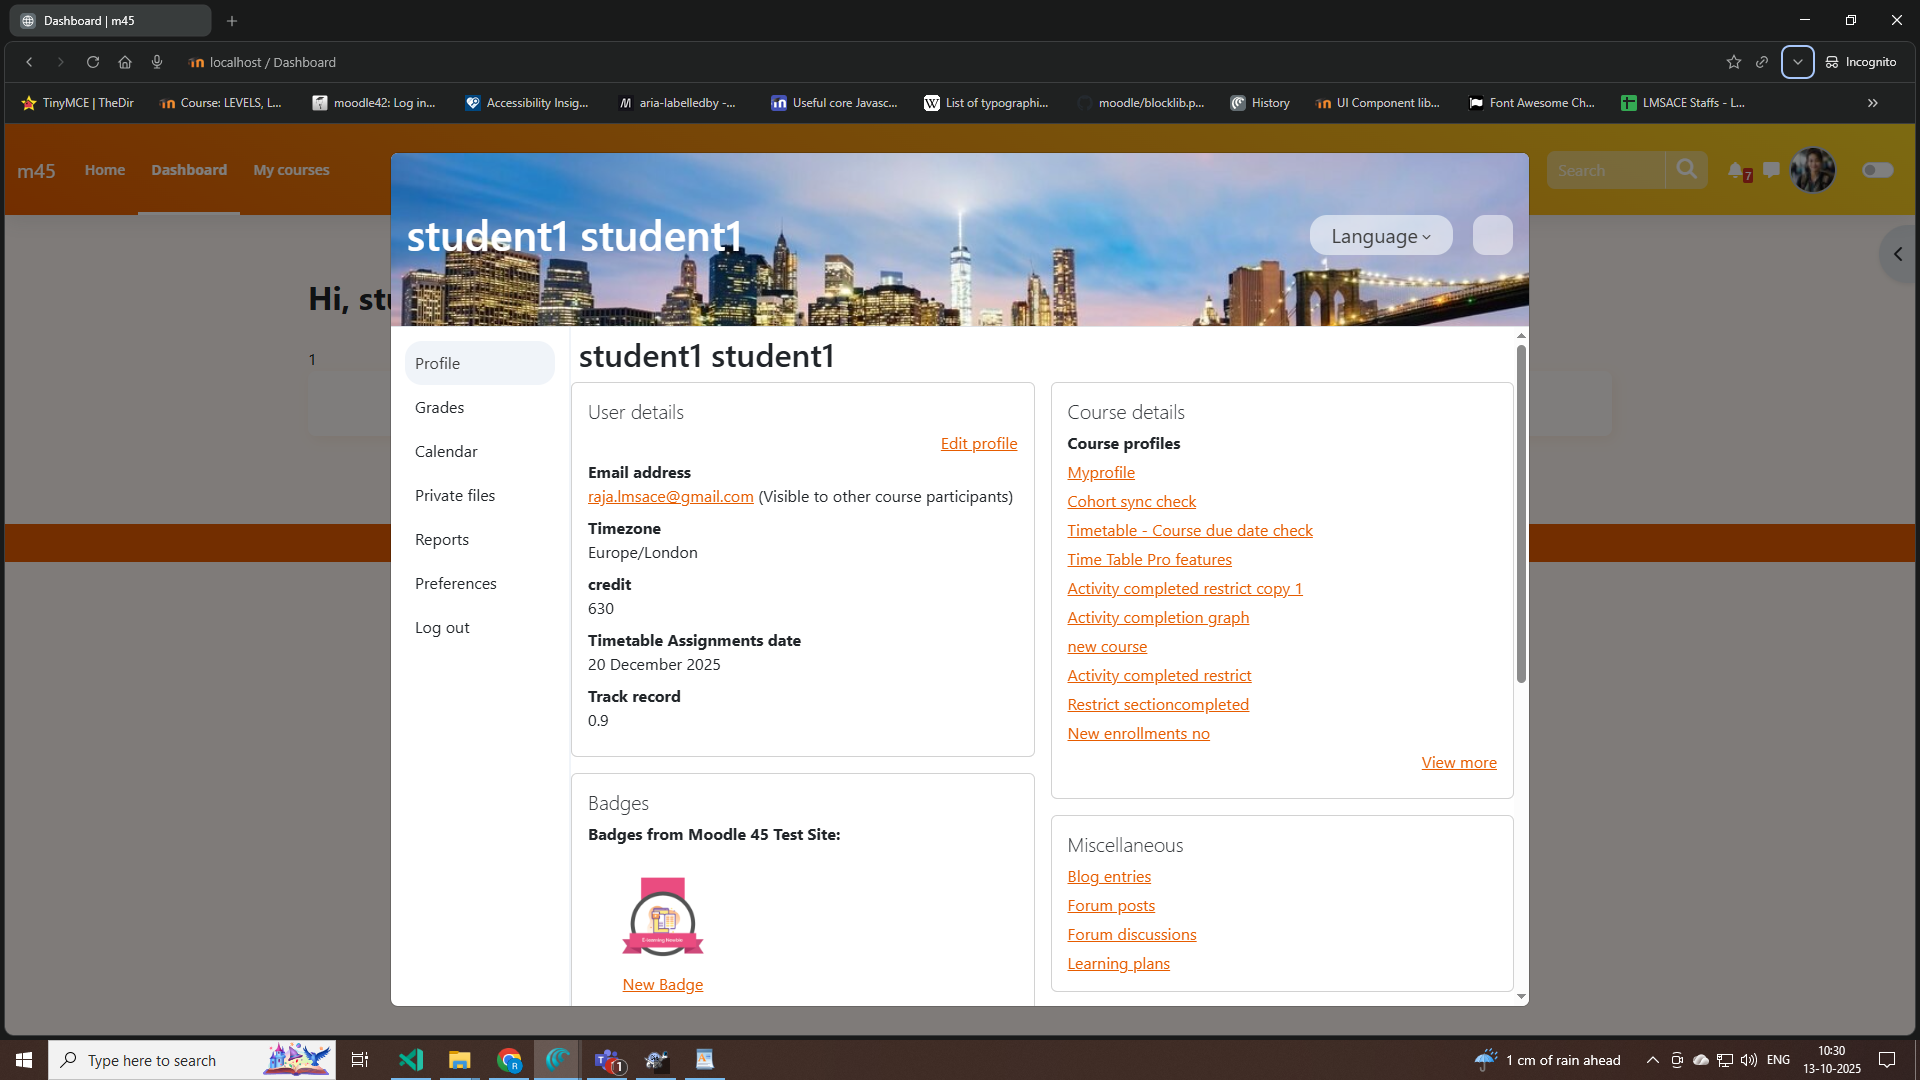 Dashboard | m45
localhost / Dashboard
Incognito
TinyMCE | TheDir
Course: LEVELS, L...
moodle42: Log in...
Accessibility Insig...
aria-labelledby -...
Useful core Javasc...
List of typographi...
moodle/blocklib.p...
History
UI Component lib...
Font Awesome Ch...
LMSACE Staffs - L...
m45
Home
Dashboard
My courses
Search
7
student1 student1
Language
Hi, stu
1
Profile
Grades
Calendar
Private files
Reports
Preferences
Log out
student1 student1
User details
Edit profile
Email address
raja.lmsace@gmail.com (Visible to other course participants)
Timezone
Europe/London
credit
630
Timetable Assignments date
20 December 2025
Track record
0.9
Badges
Badges from Moodle 45 Test Site:
E-learning Newbie
New Badge
Course details
Course profiles
Myprofile
Cohort sync check
Timetable - Course due date check
Time Table Pro features
Activity completed restrict copy 1
Activity completion graph
new course
Activity completed restrict
Restrict sectioncompleted
New enrollments no
View more
Miscellaneous
Blog entries
Forum posts
Forum discussions
Learning plans
Type here to search
R
1
1 cm of rain ahead
ENG
10:30
13-10-2025